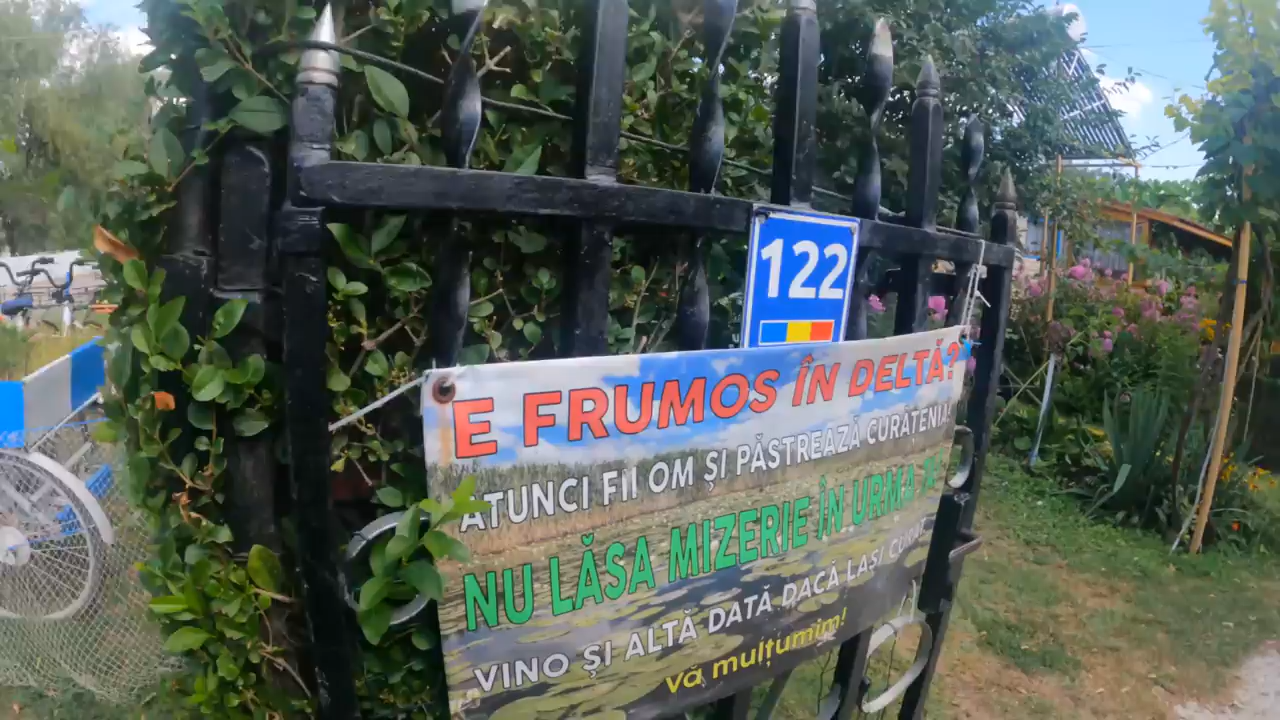 122
E FRUMOS ÎN DELTĂ?
ATUNCI FII OM ȘI PĂSTREAZĂ CURĂȚENIA!
NU LĂSA MIZERIE ÎN URMA
VINO ȘI ALTĂ DATĂ DACĂ LAȘI CURAT
vă mulțumim!